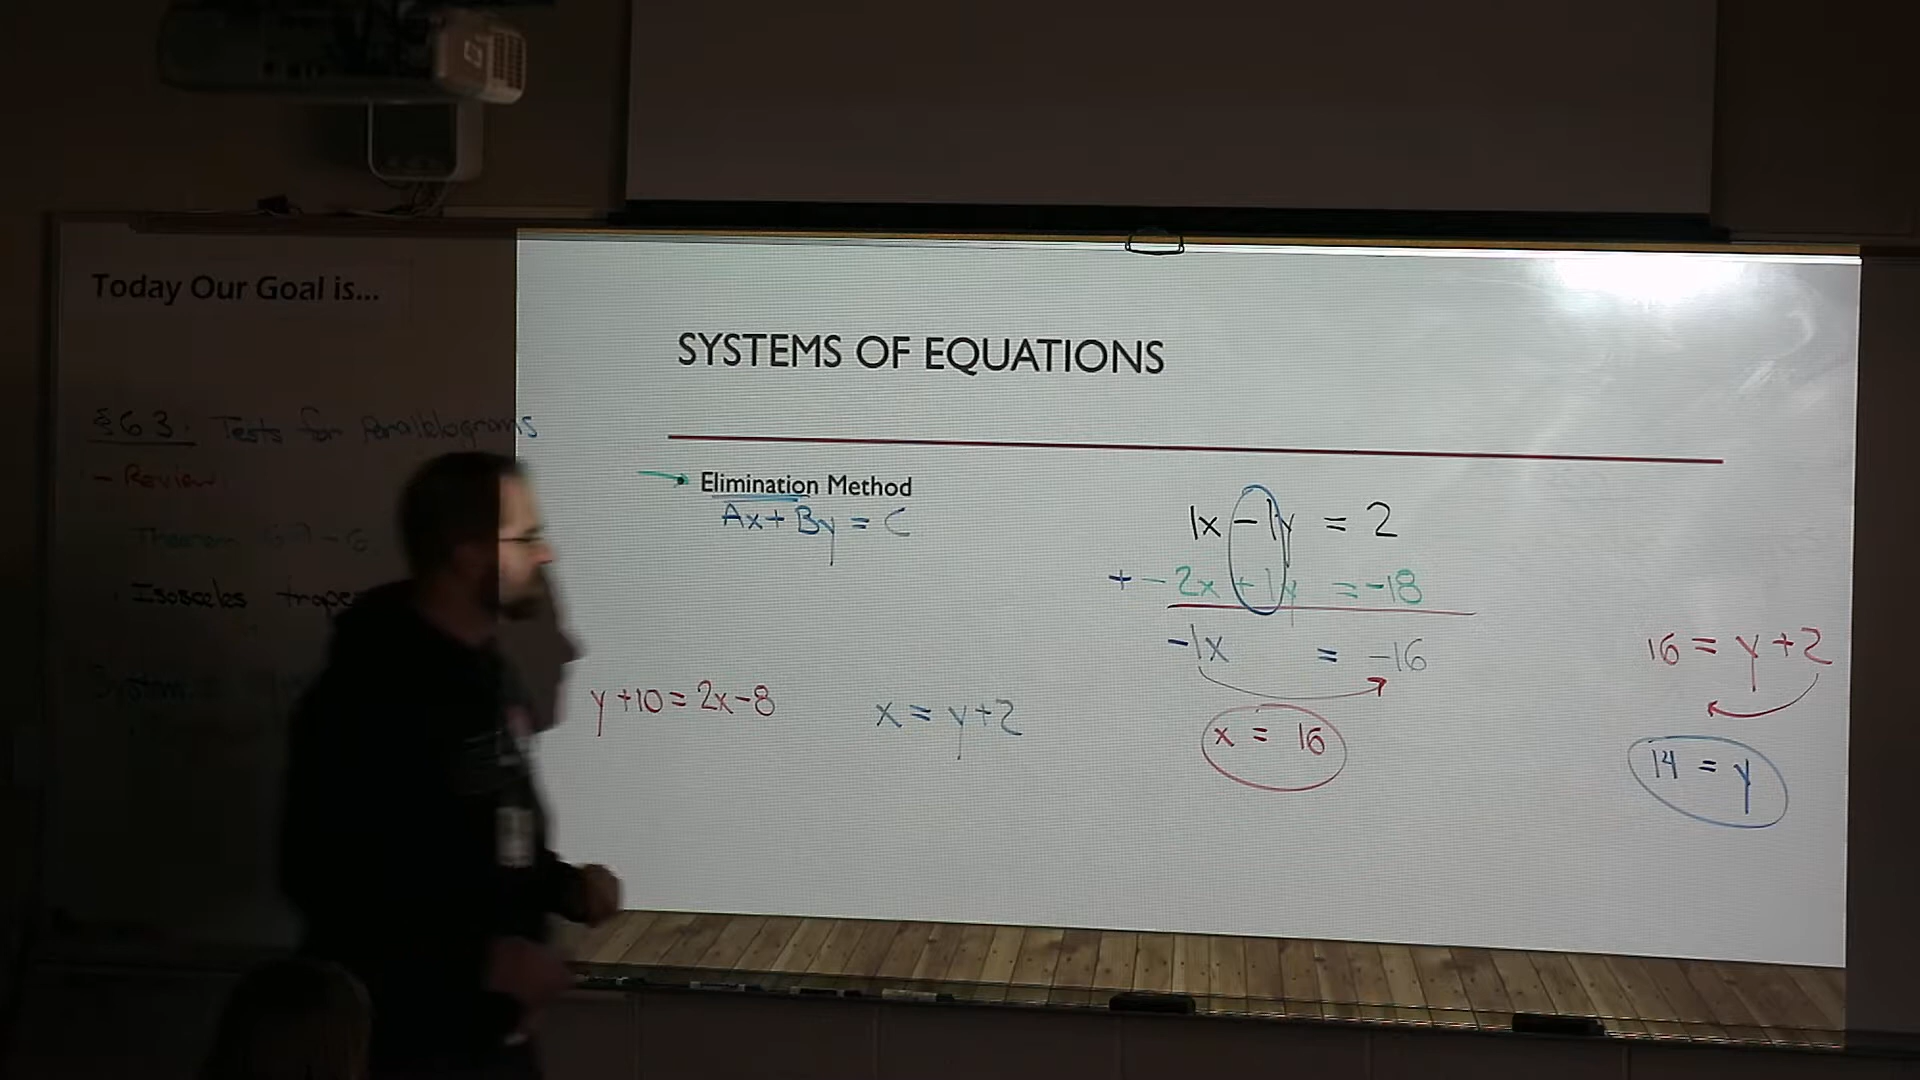 Today Our Goal is...
§6.3: Tests for Parallelograms
- Review
Theorem
· Isosceles
System
SYSTEMS OF EQUATIONS
Elimination Method
Ax + By = C
1x - 1y = 2
+ - 2x + 1y = -18
-1x = -16
x = 16
y + 10 = 2x - 8
x = y + 2
16 = y + 2
14 = y